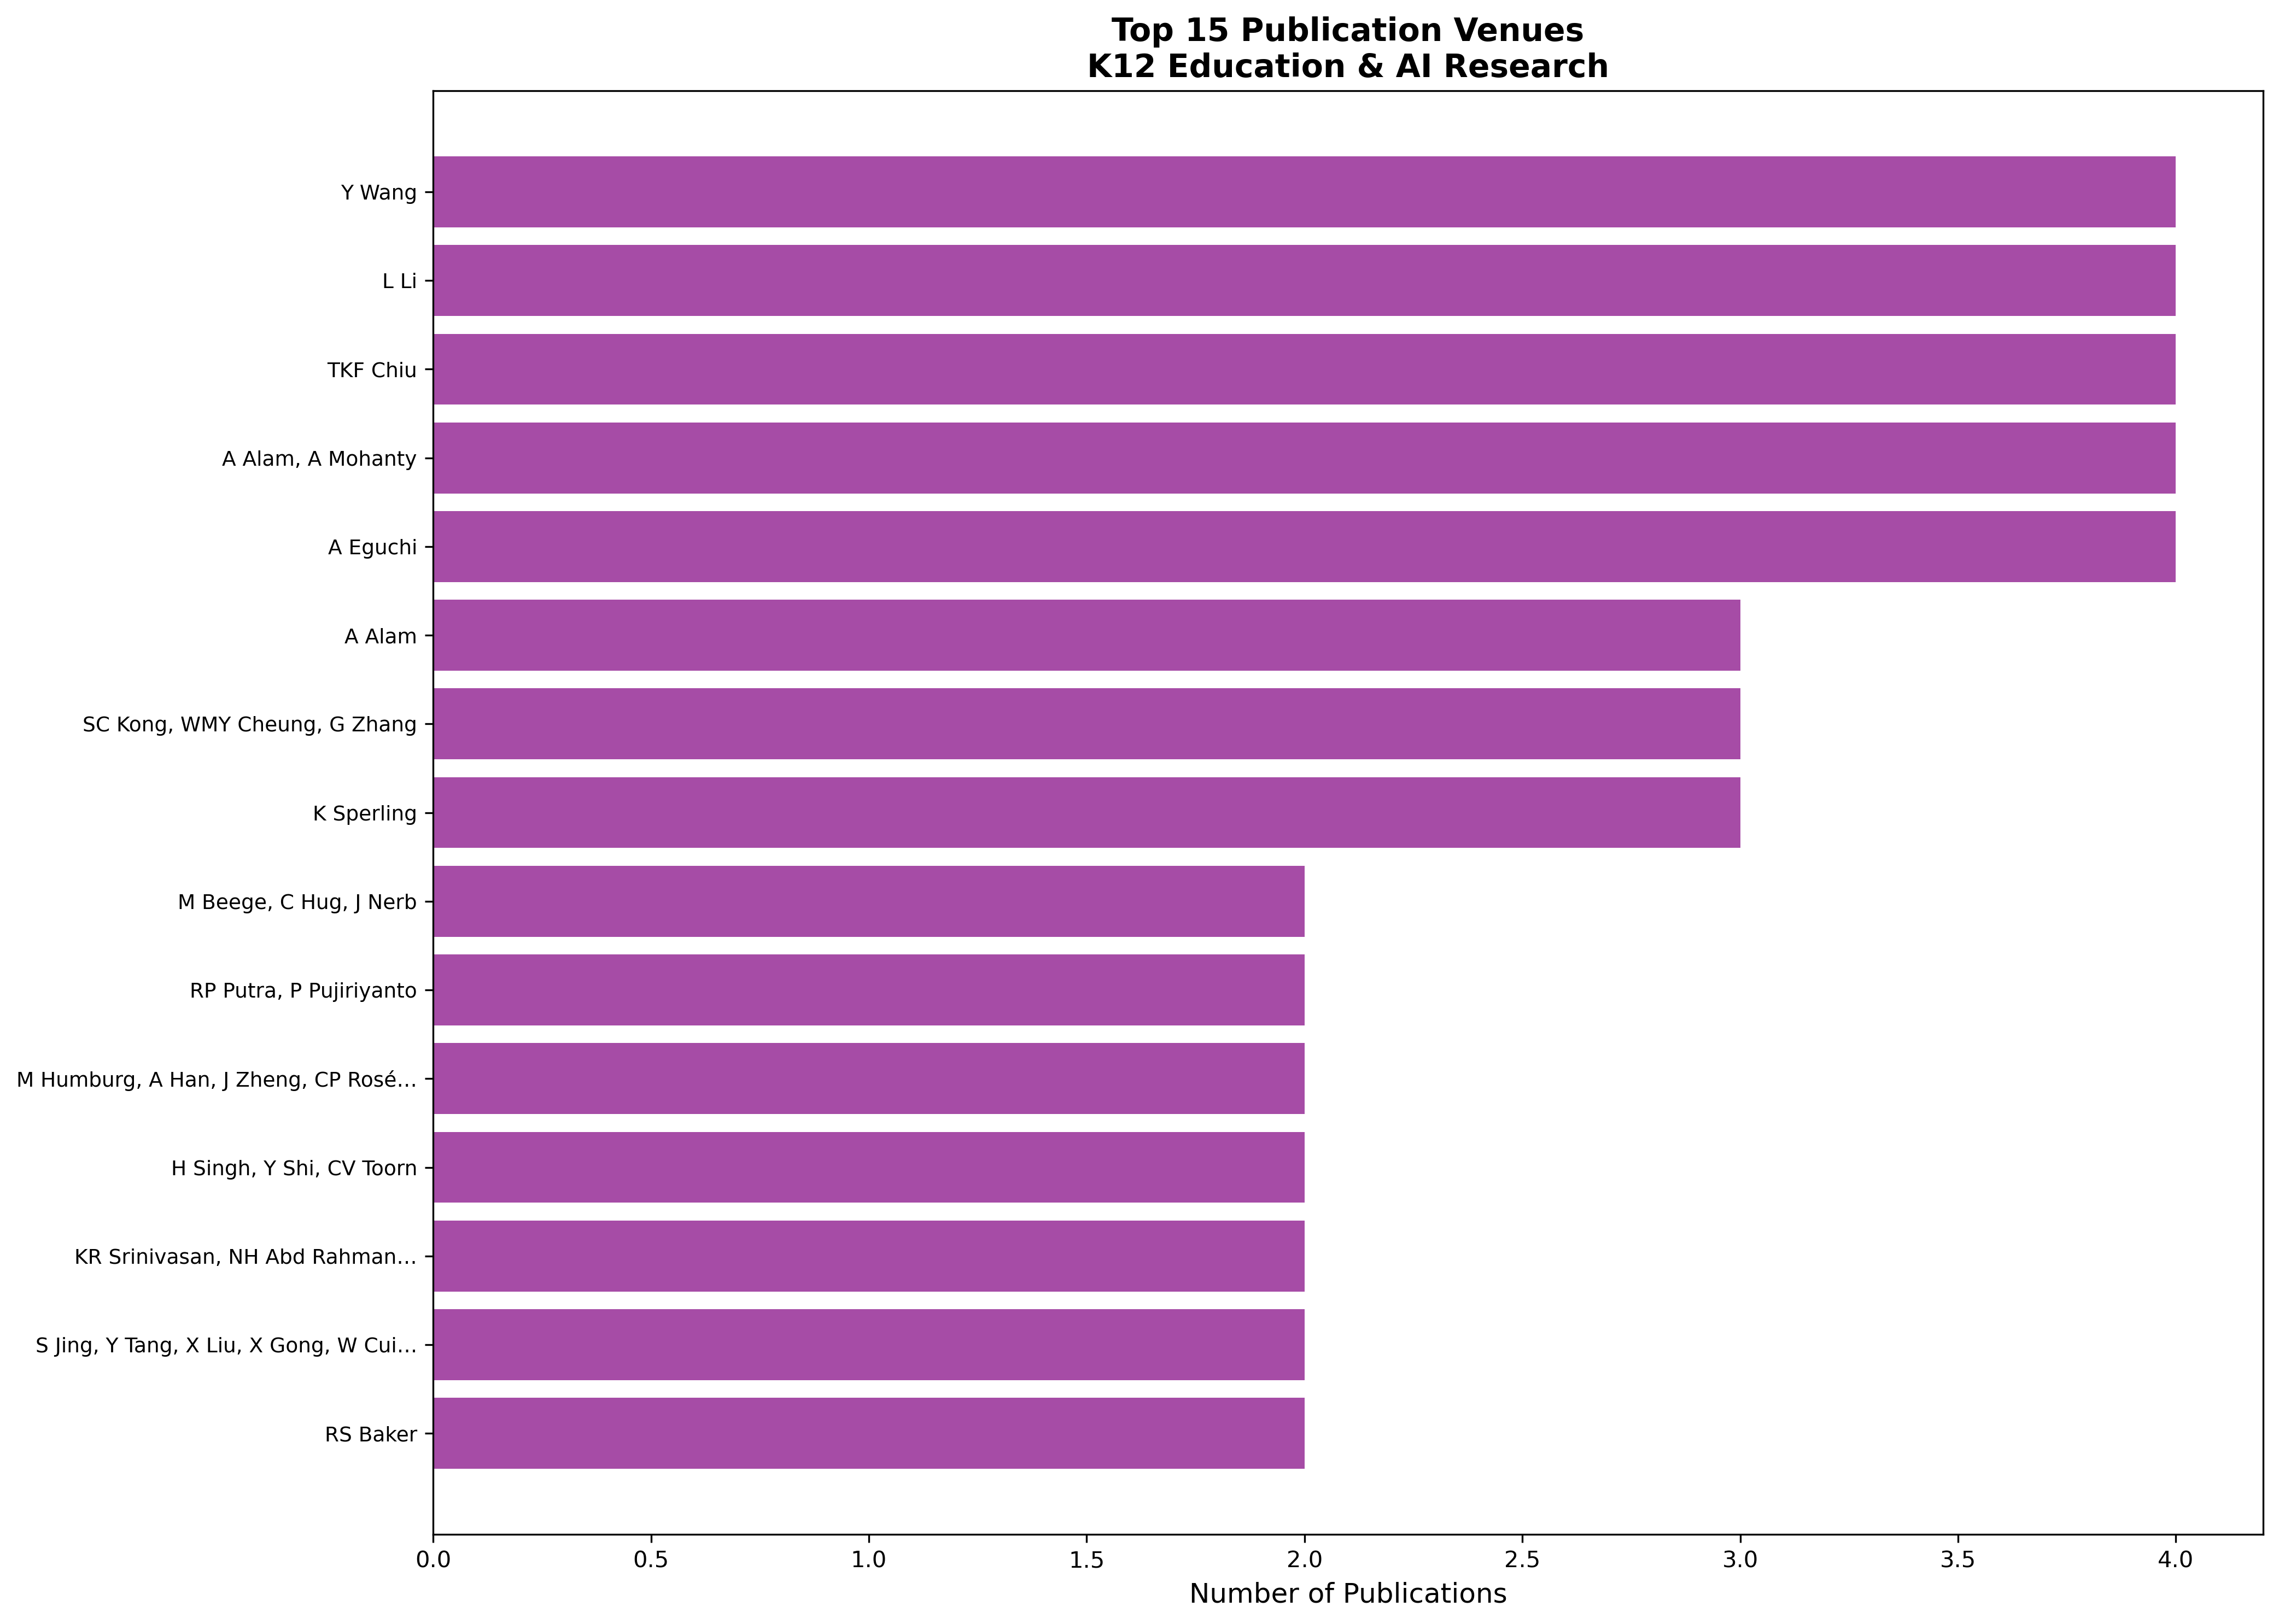 Top 15 Publication Venues
K12 Education & AI Research
Y Wang
L Li
TKF Chiu
A Alam, A Mohanty
A Eguchi
A Alam
SC Kong, WMY Cheung, G Zhang
K Sperling
M Beege, C Hug, J Nerb
RP Putra, P Pujiriyanto
M Humburg, A Han, J Zheng, CP Rosé…
H Singh, Y Shi, CV Toorn
KR Srinivasan, NH Abd Rahman…
S Jing, Y Tang, X Liu, X Gong, W Cui…
RS Baker
0.0 0.5 1.0 1.5 2.0 2.5 3.0 3.5 4.0
Number of Publications